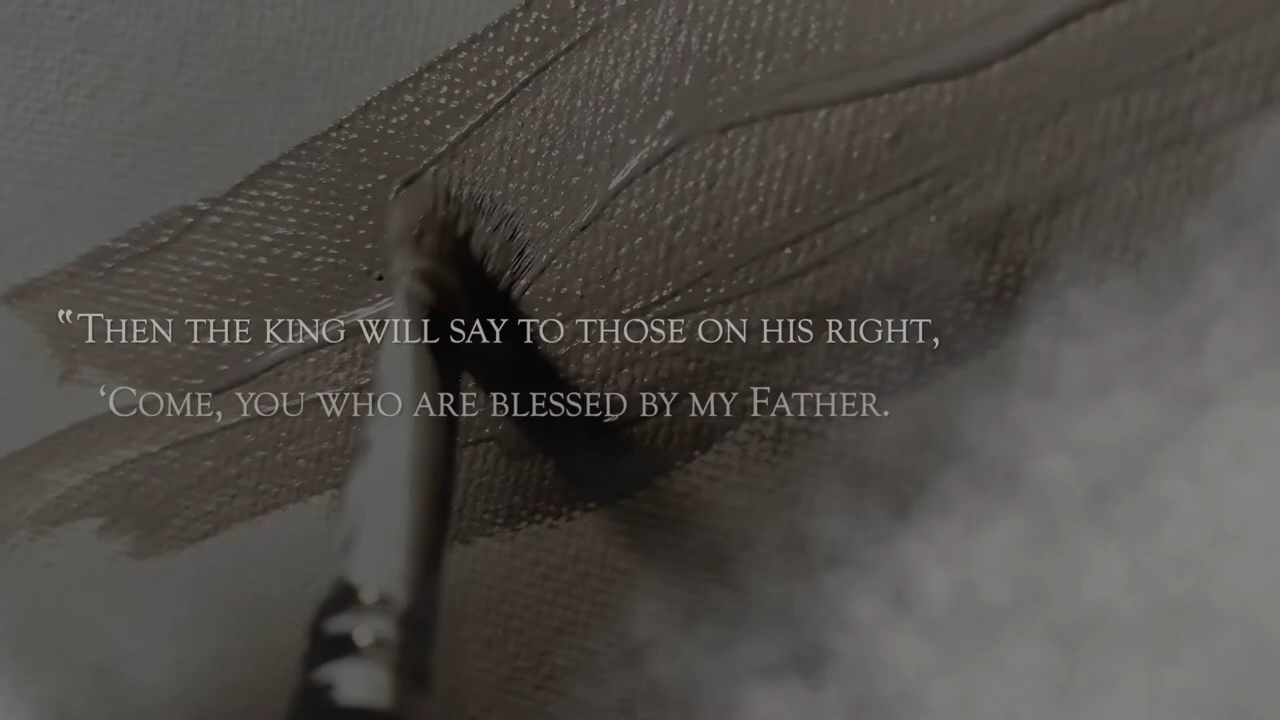 “Then the king will say to those on his right,
‘Come, you who are blessed by my Father.